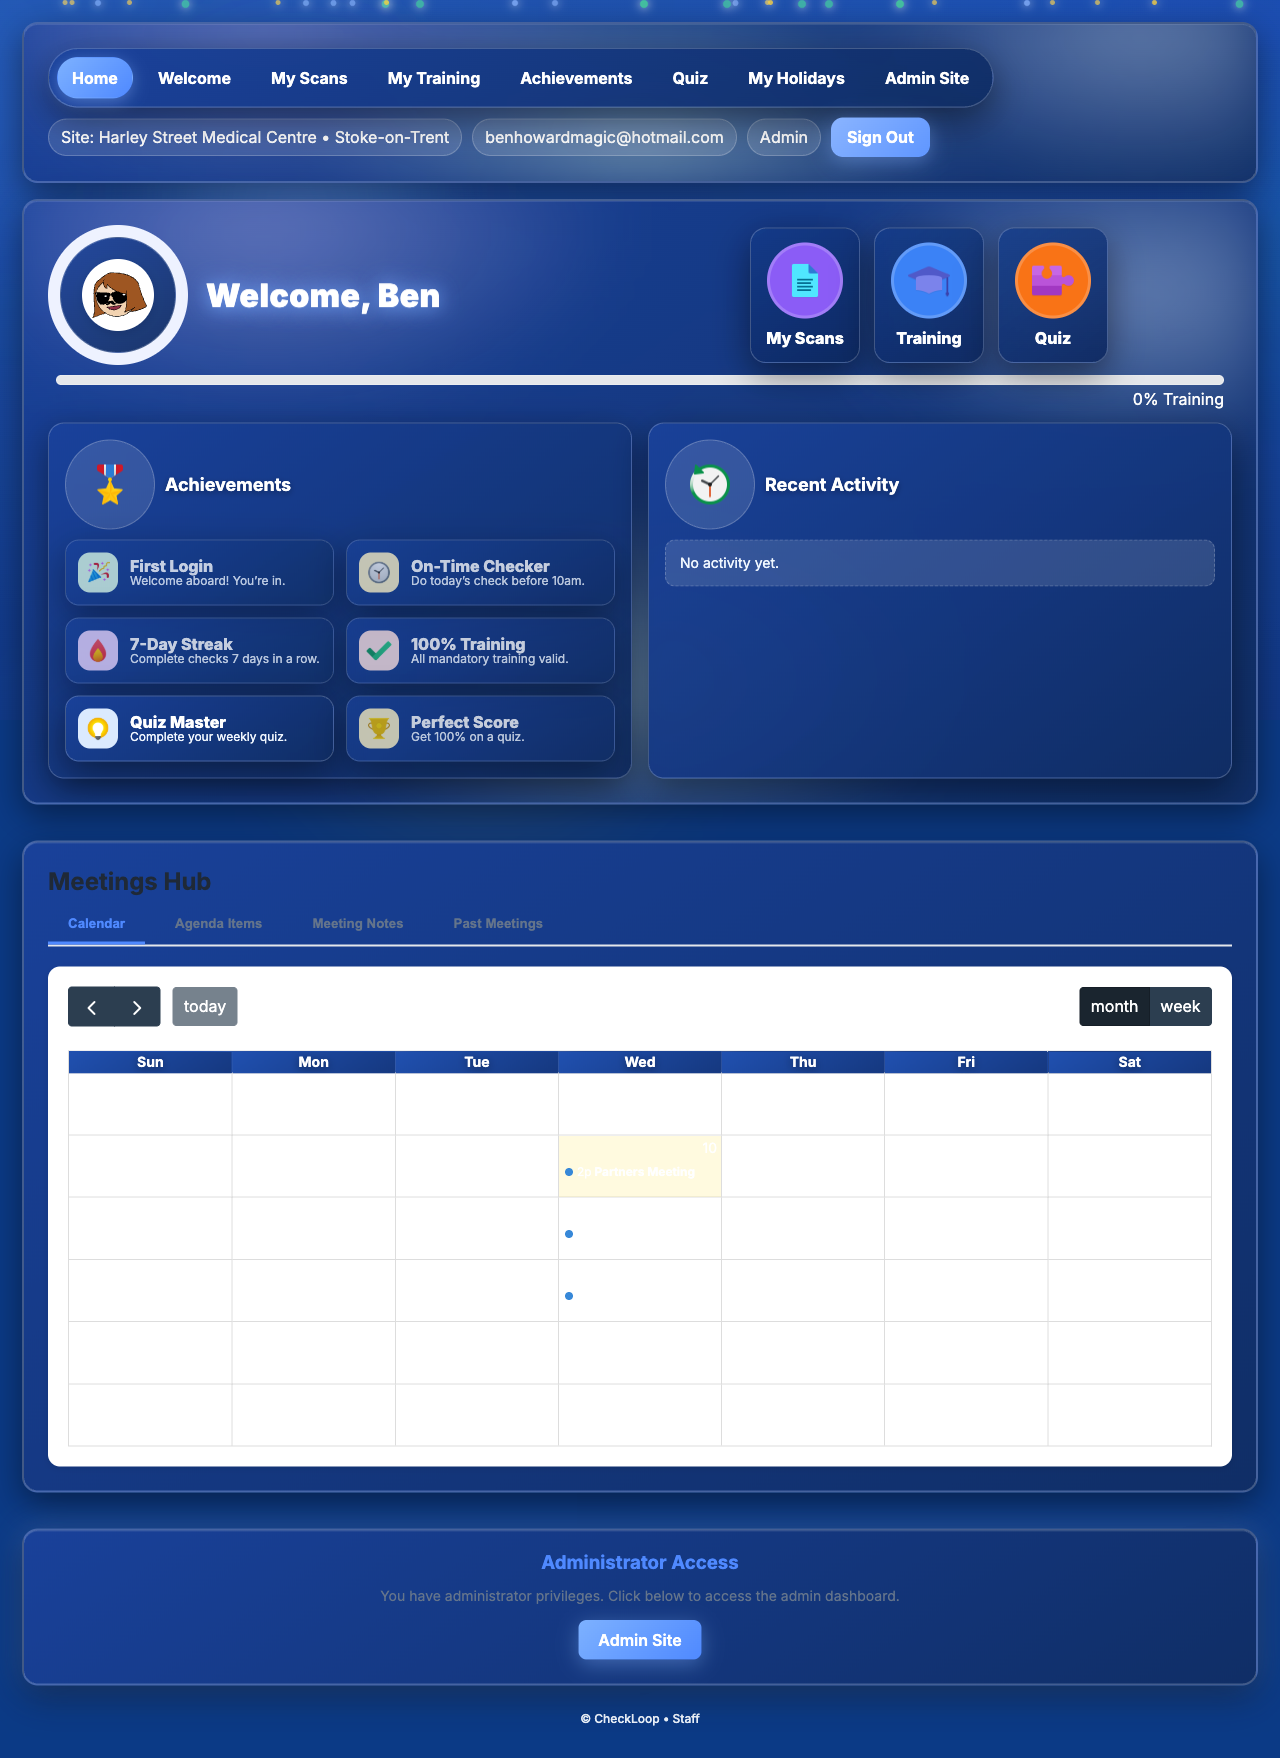 Home
Welcome
My Scans
My Training
Achievements
Quiz
My Holidays
Admin Site
Site: Harley Street Medical Centre • Stoke-on-Trent
benhowardmagic@hotmail.com
Admin
Sign Out
Welcome, Ben
My Scans
Training
Quiz
0% Training
Achievements
First Login
Welcome aboard! You're in.
On-Time Checker
Do today's check before 10am.
7-Day Streak
Complete checks 7 days in a row.
100% Training
All mandatory training valid.
Quiz Master
Complete your weekly quiz.
Perfect Score
Get 100% on a quiz.
Recent Activity
No activity yet.
Meetings Hub
Calendar
Agenda Items
Meeting Notes
Past Meetings
today
month
week
Sun
Mon
Tue
Wed
Thu
Fri
Sat
10
2p Partners Meeting
Administrator Access
You have administrator privileges. Click below to access the admin dashboard.
Admin Site
© CheckLoop • Staff